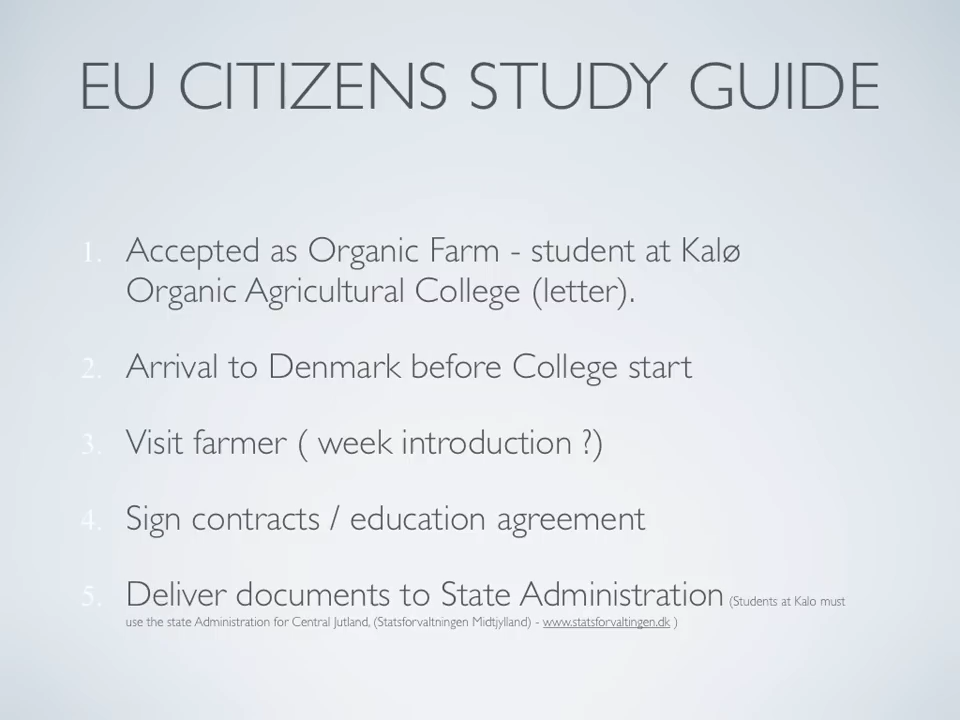 EU CITIZENS STUDY GUIDE
1. Accepted as Organic Farm - student at Kalø
Organic Agricultural College (letter).
2. Arrival to Denmark before College start
3. Visit farmer ( week introduction ?)
4. Sign contracts / education agreement
5. Deliver documents to State Administration (Students at Kalo must
use the state Administration for Central Jutland, (Statsforvaltningen Midtjylland) - www.statsforvaltingen.dk )